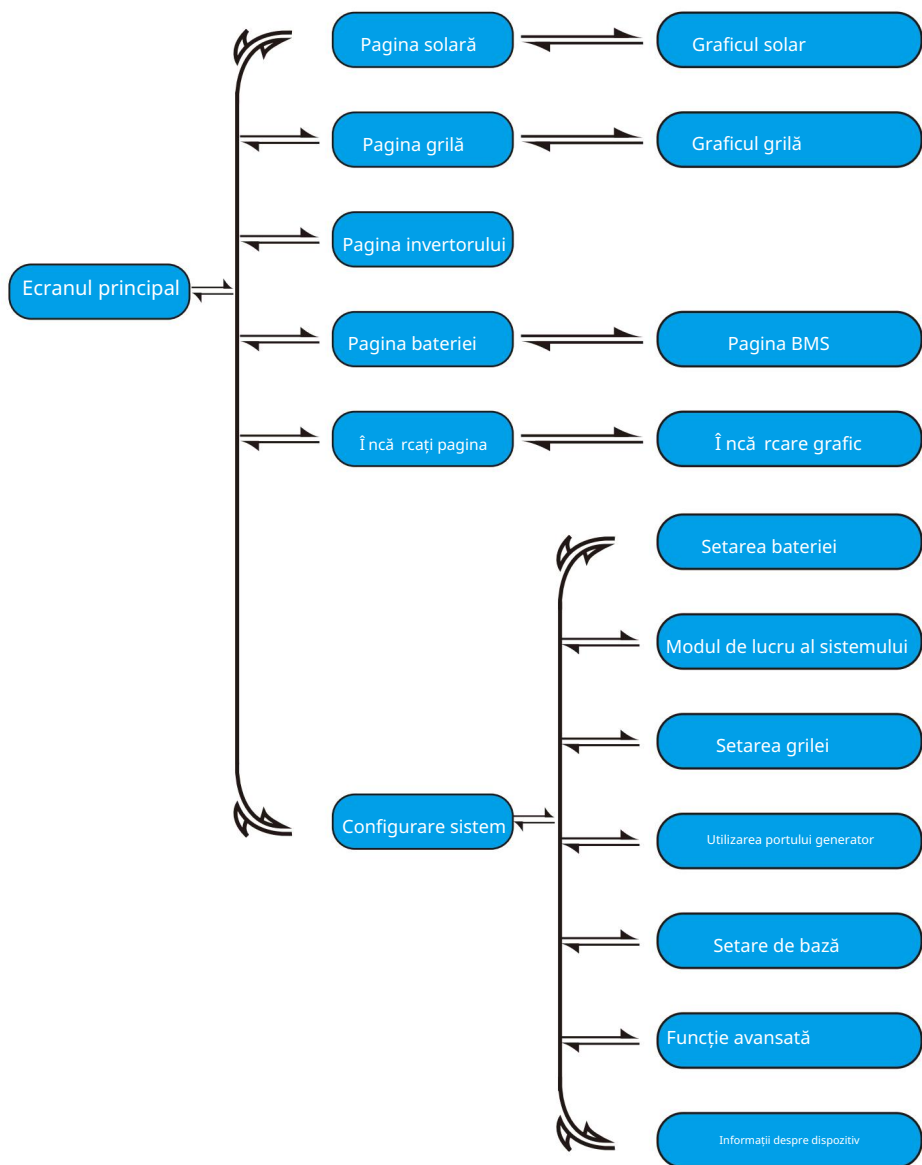 Pagina solară
Graficul solar
Pagina grilă
Graficul grilă
Pagina invertorului
Ecranul principal
Pagina bateriei
Pagina BMS
Î ncă rcați pagina
Î ncă rcare grafic
Setarea bateriei
Modul de lucru al sistemului
Setarea grilei
Configurare sistem
Utilizarea portului generator
Setare de bază
Funcție avansată
Informații despre dispozitiv